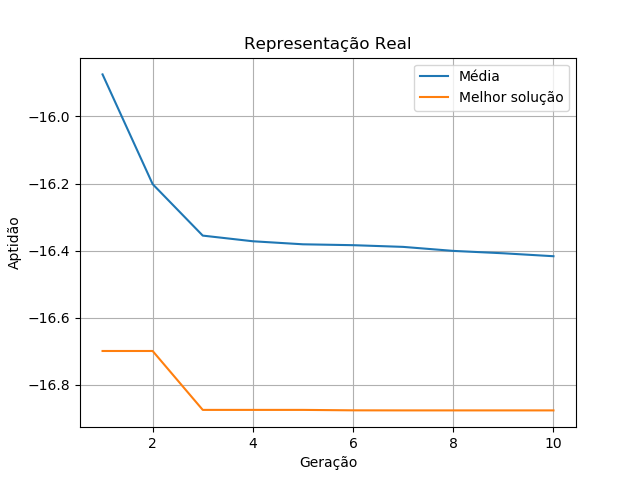 Representação Real
Média
Melhor solução
Aptidão
−16.0
−16.2
−16.4
−16.6
−16.8
2
4
6
8
10
Geração